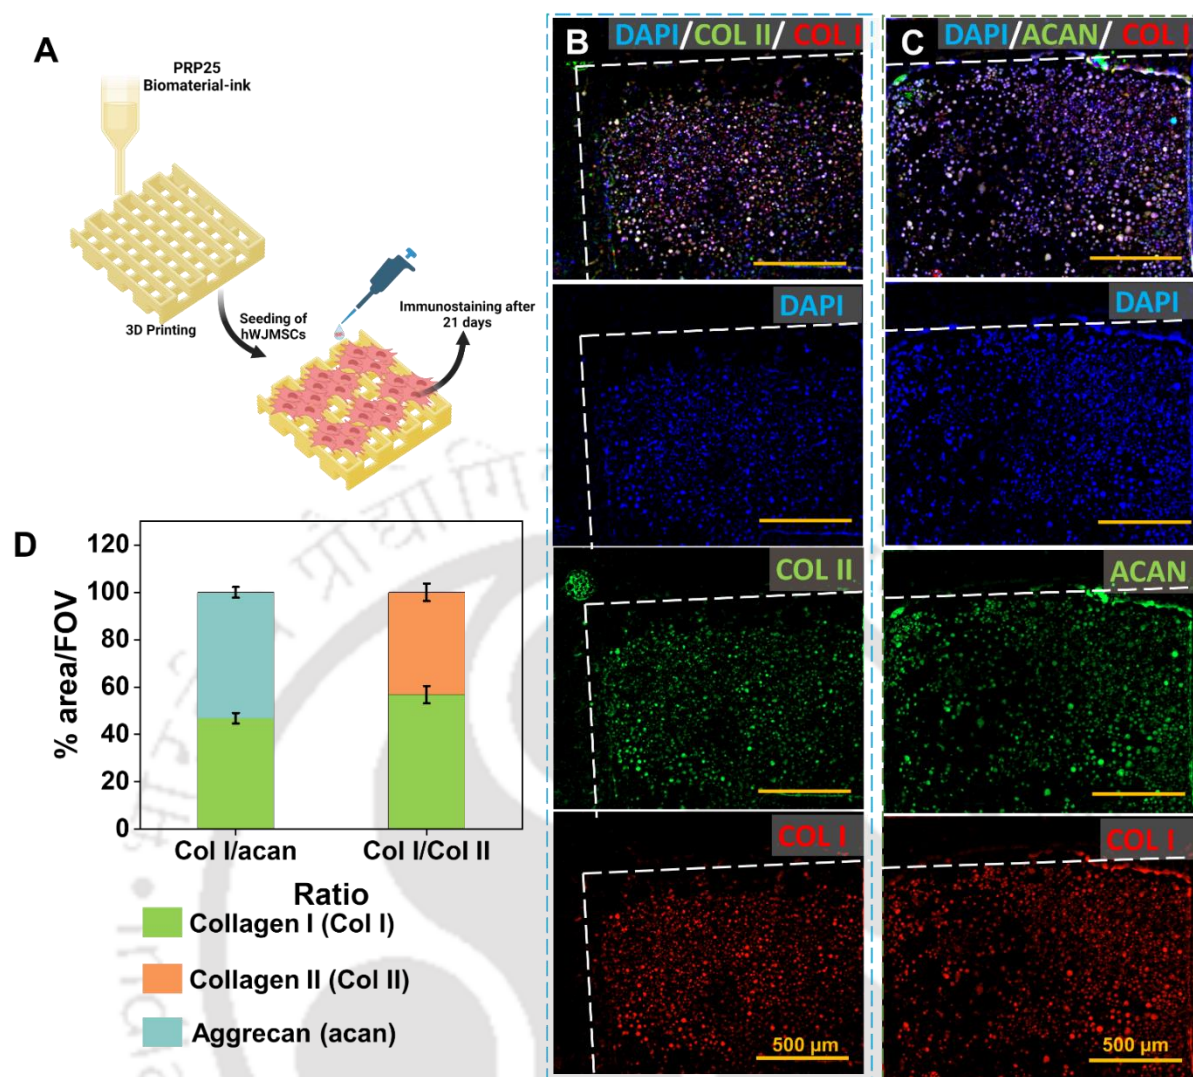 A
PRP25
Biomaterial-ink
3D Printing
Seeding of
hWJMSCs
Immunostaining after
21 days
B
DAPI/COL II/COL I
DAPI
COL II
COL I
500 µm
C
DAPI/ACAN/COL I
DAPI
ACAN
COL I
500 µm
D
% area/FOV
120
100
80
60
40
20
0
Col I/acan
Col I/Col II
Ratio
Collagen I (Col I)
Collagen II (Col II)
Aggrecan (acan)